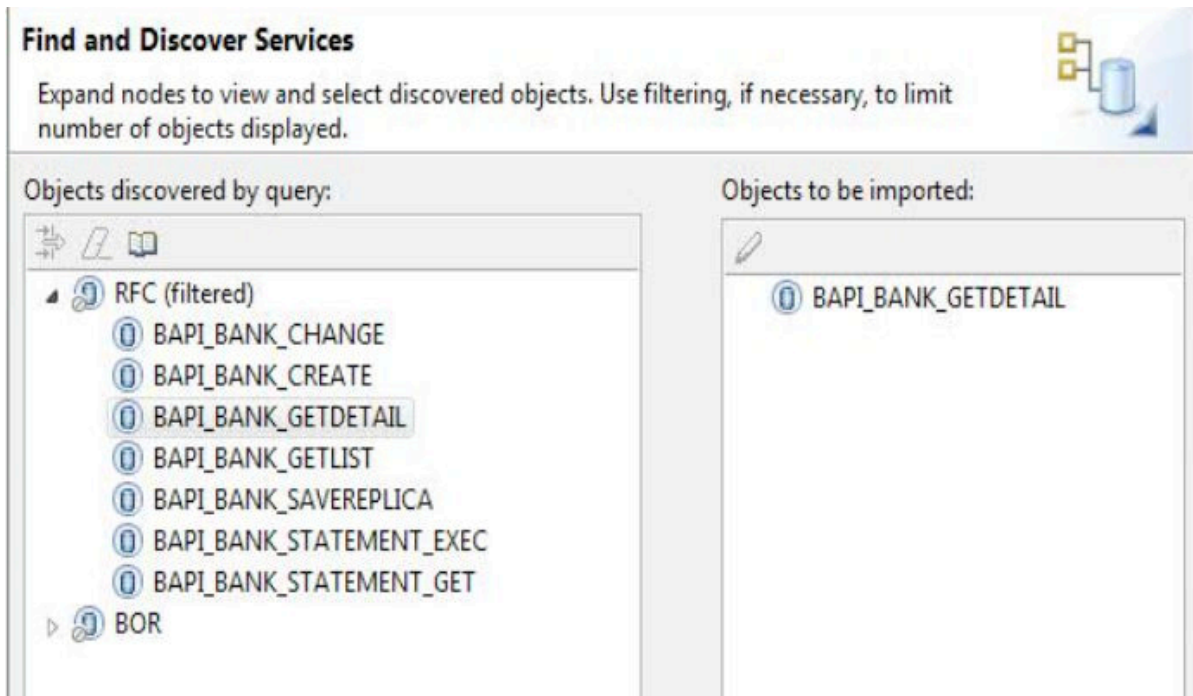 Find and Discover Services
Expand nodes to view and select discovered objects. Use filtering, if necessary, to limit
number of objects displayed.
Objects discovered by query:
RFC (filtered)
BAPI_BANK_CHANGE
BAPI_BANK_CREATE
BAPI_BANK_GETDETAIL
BAPI_BANK_GETLIST
BAPI_BANK_SAVEREPLICA
BAPI_BANK_STATEMENT_EXEC
BAPI_BANK_STATEMENT_GET
BOR
Objects to be imported:
BAPI_BANK_GETDETAIL